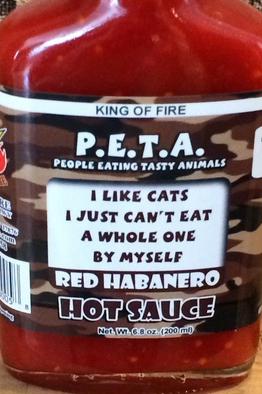 KING OF FIRE
P.E.T.A.
PEOPLE EATING TASTY ANIMALS
I LIKE CATS
I JUST CAN'T EAT
A WHOLE ONE
BY MYSELF
RED HABANERO
HOT SAUCE
Net. Wt. 6.8 oz. (200 ml)